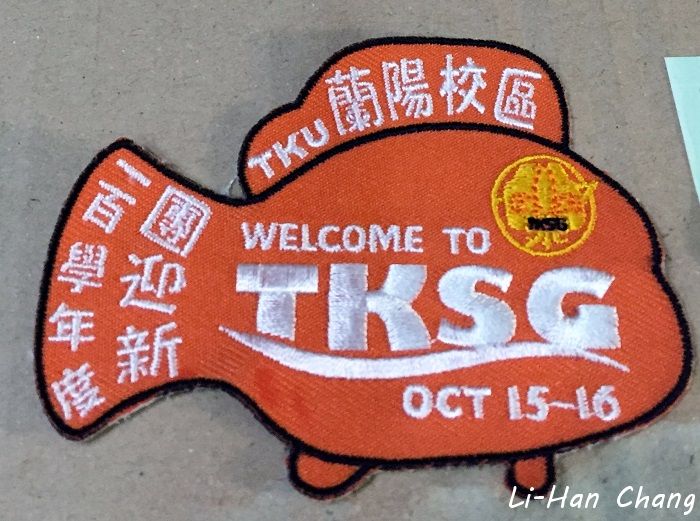 TKU蘭陽校區
一百學年度
團迎新
WELCOME TO
TKSG
OCT 15-16
TKSG
Li-Han Chang